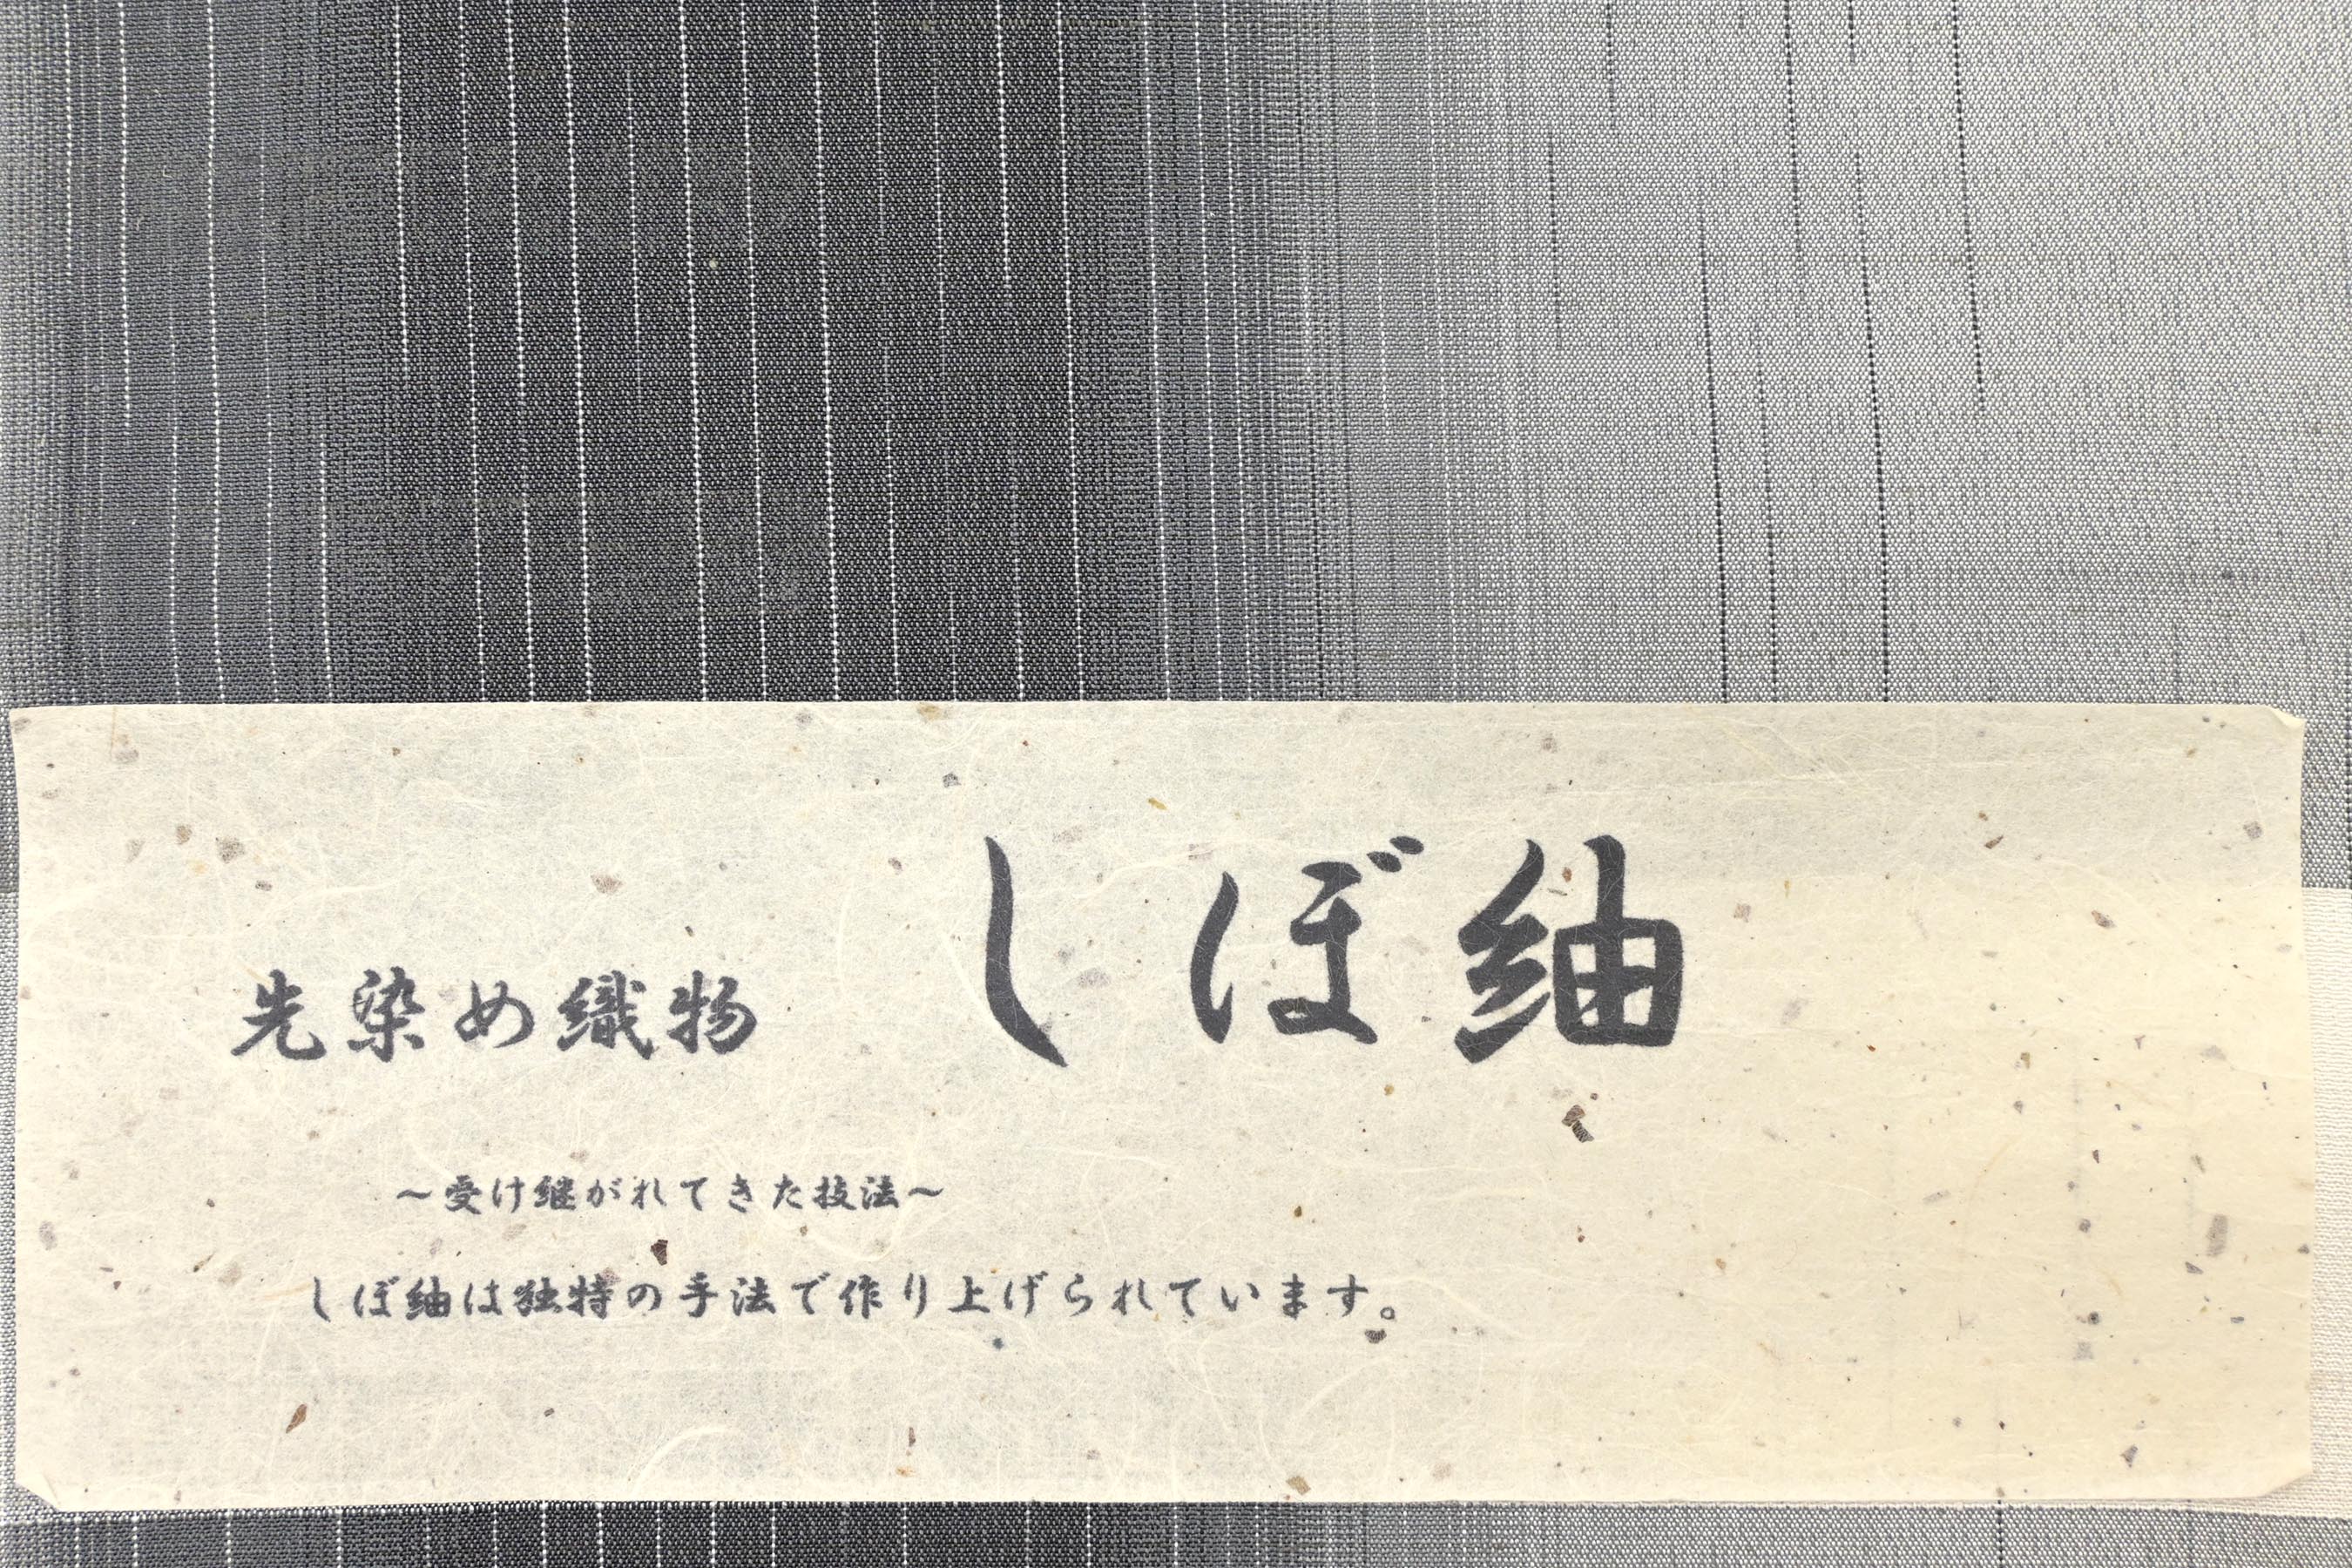 先染め織物 しぼ紬
～受け継がれてきた技法～
しぼ紬は独特の手法で作り上げられています。